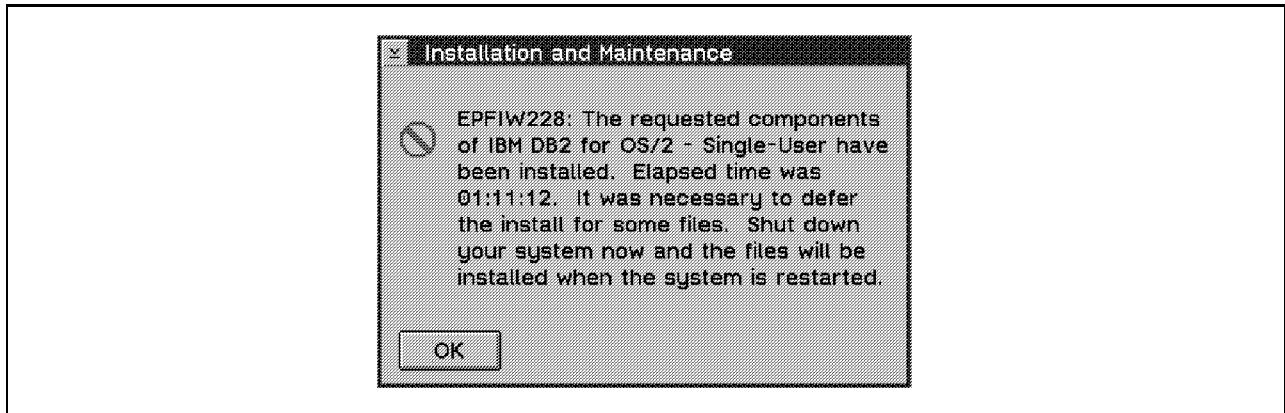 Installation and Maintenance
EPFIW228: The requested components
of IBM DB2 for OS/2 - Single-User have
been installed. Elapsed time was
01:11:12. It was necessary to defer
the install for some files. Shut down
your system now and the files will be
installed when the system is restarted.
OK